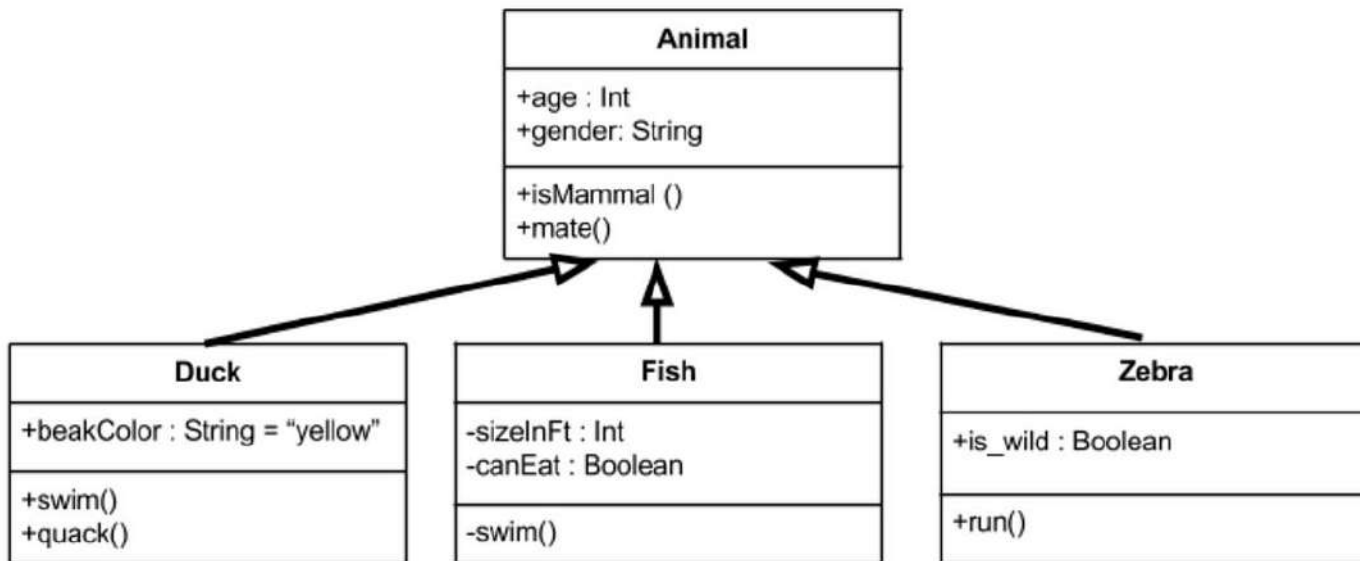 Animal
+age : Int
+gender: String
+isMammal ()
+mate()
Duck
+beakColor : String = “yellow”
+swim()
+quack()
Fish
-sizeInFt : Int
-canEat : Boolean
-swim()
Zebra
+is_wild : Boolean
+run()